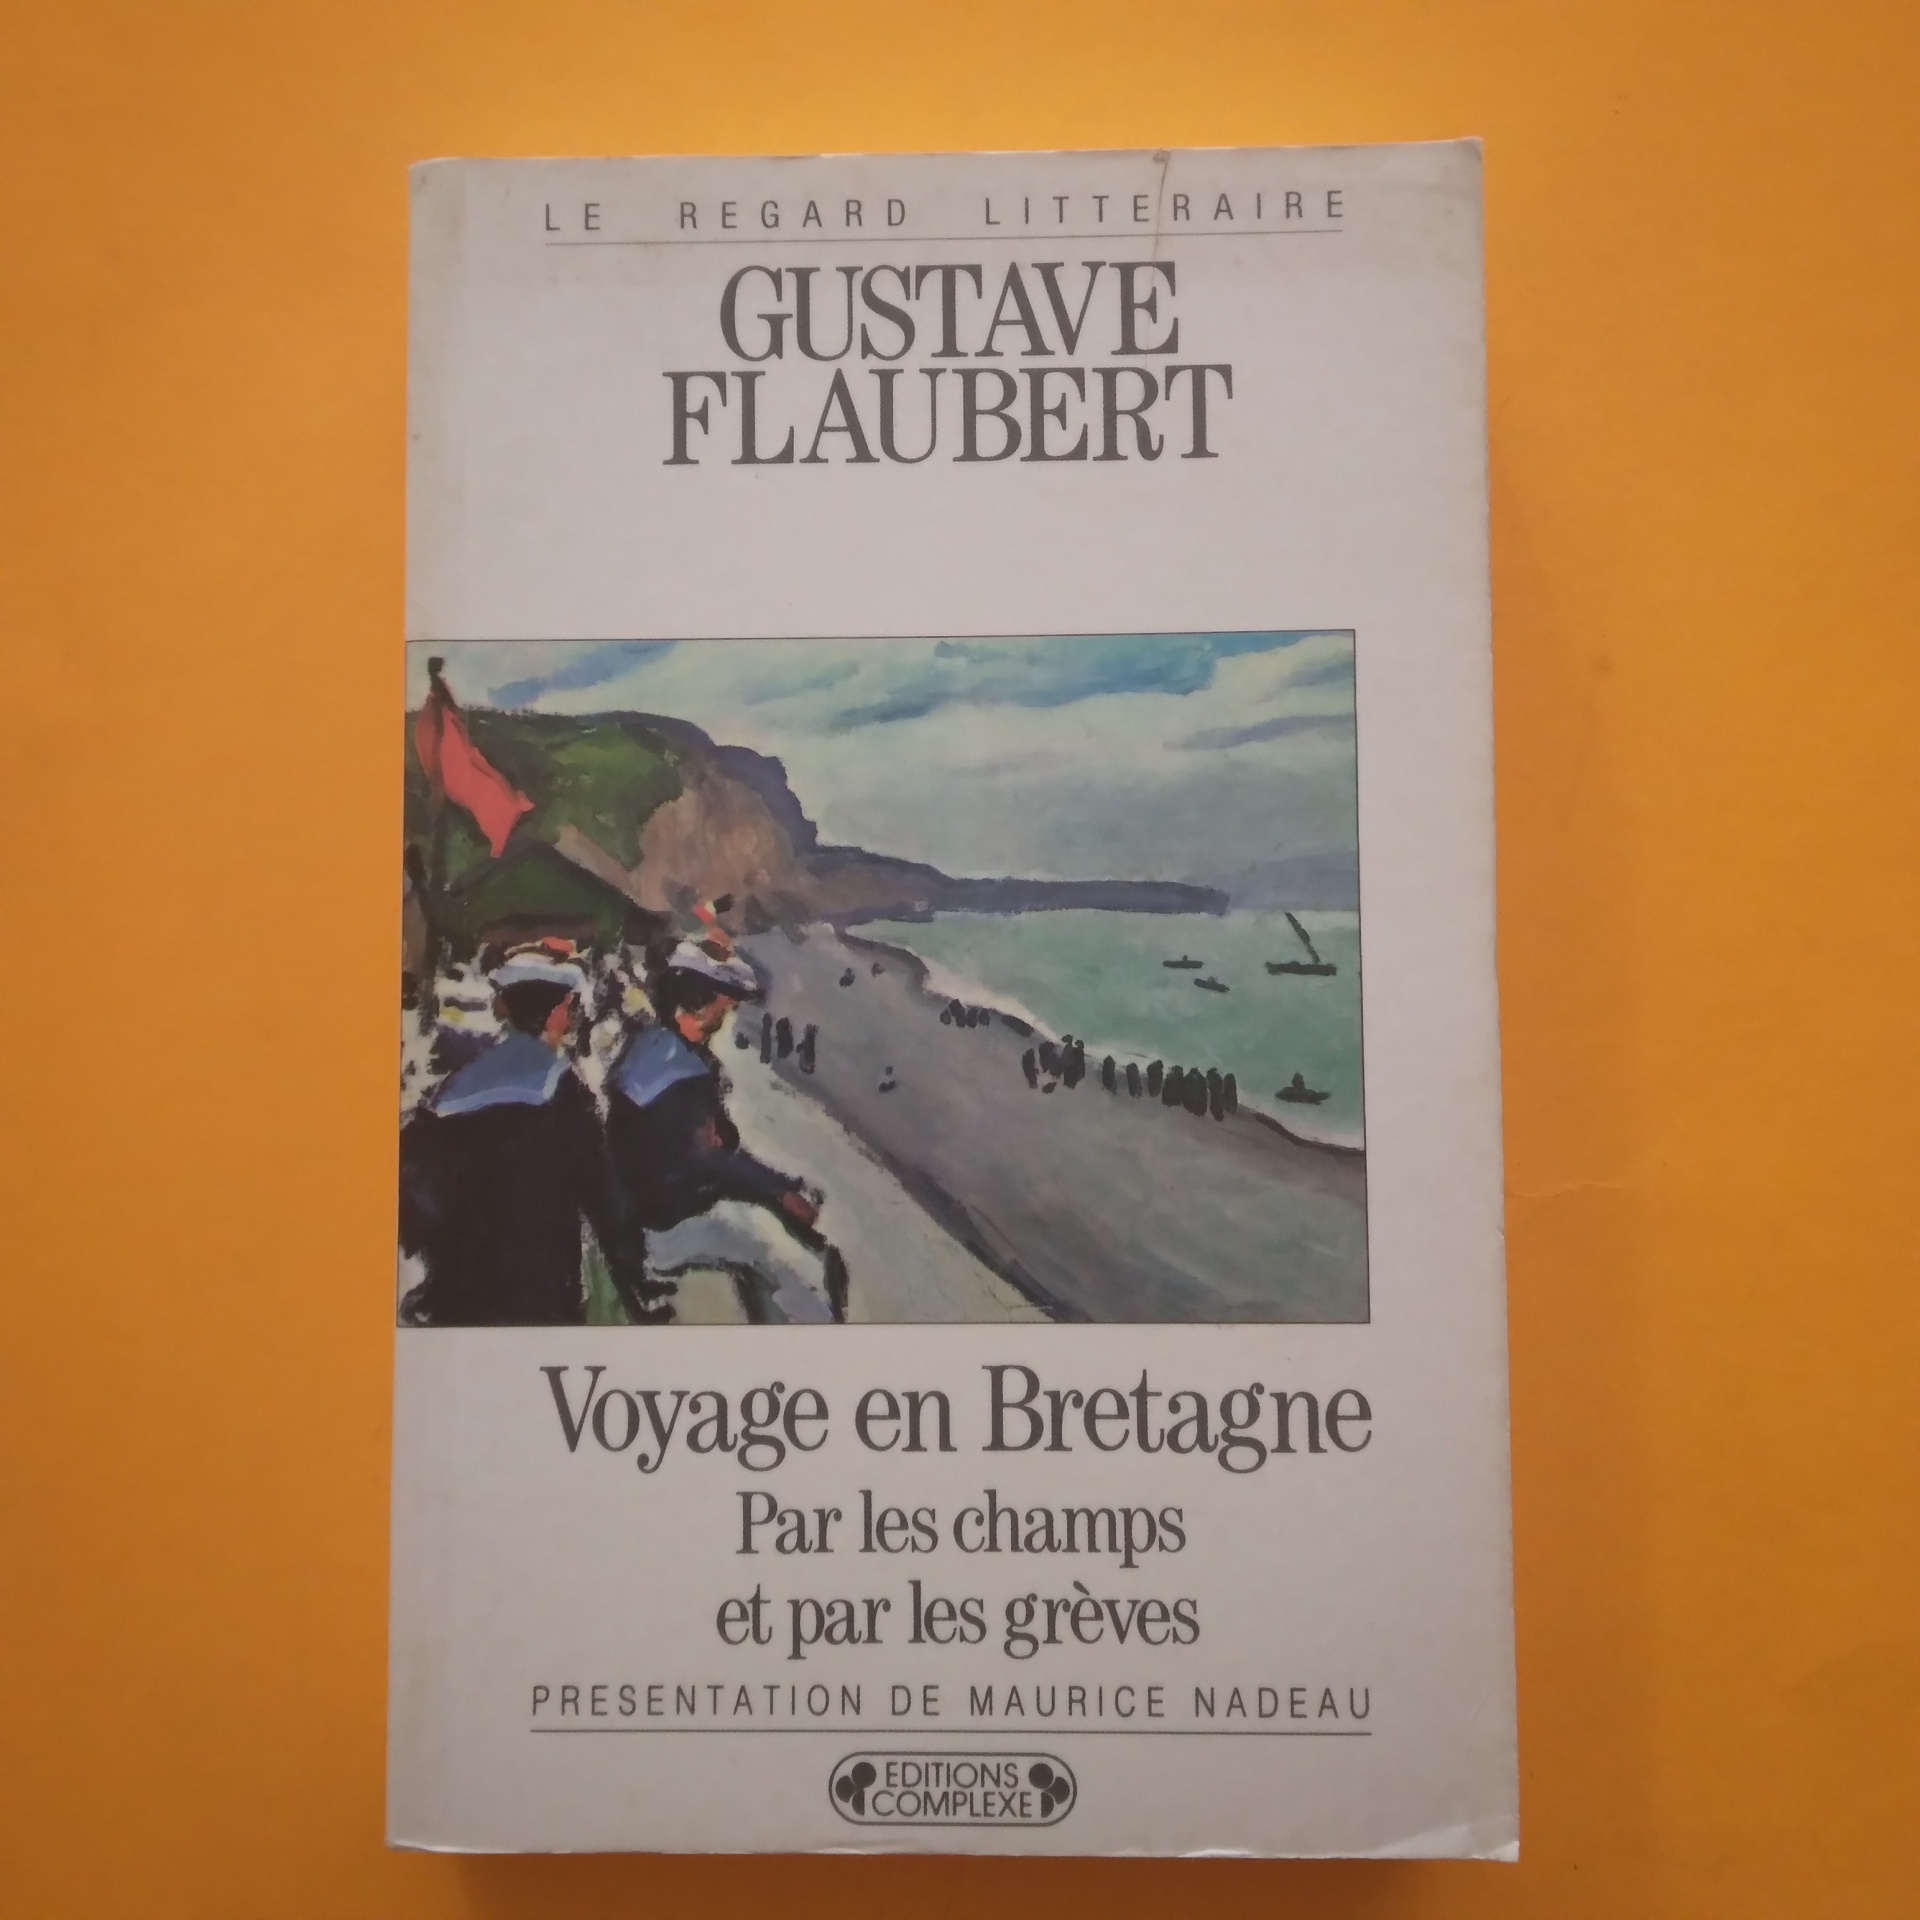 LE REGARD LITTERAIRE
GUSTAVE
FLAUBERT
Voyage en Bretagne
Par les champs
et par les grèves
PRESENTATION DE MAURICE NADEAU
EDITIONS
COMPLEXE